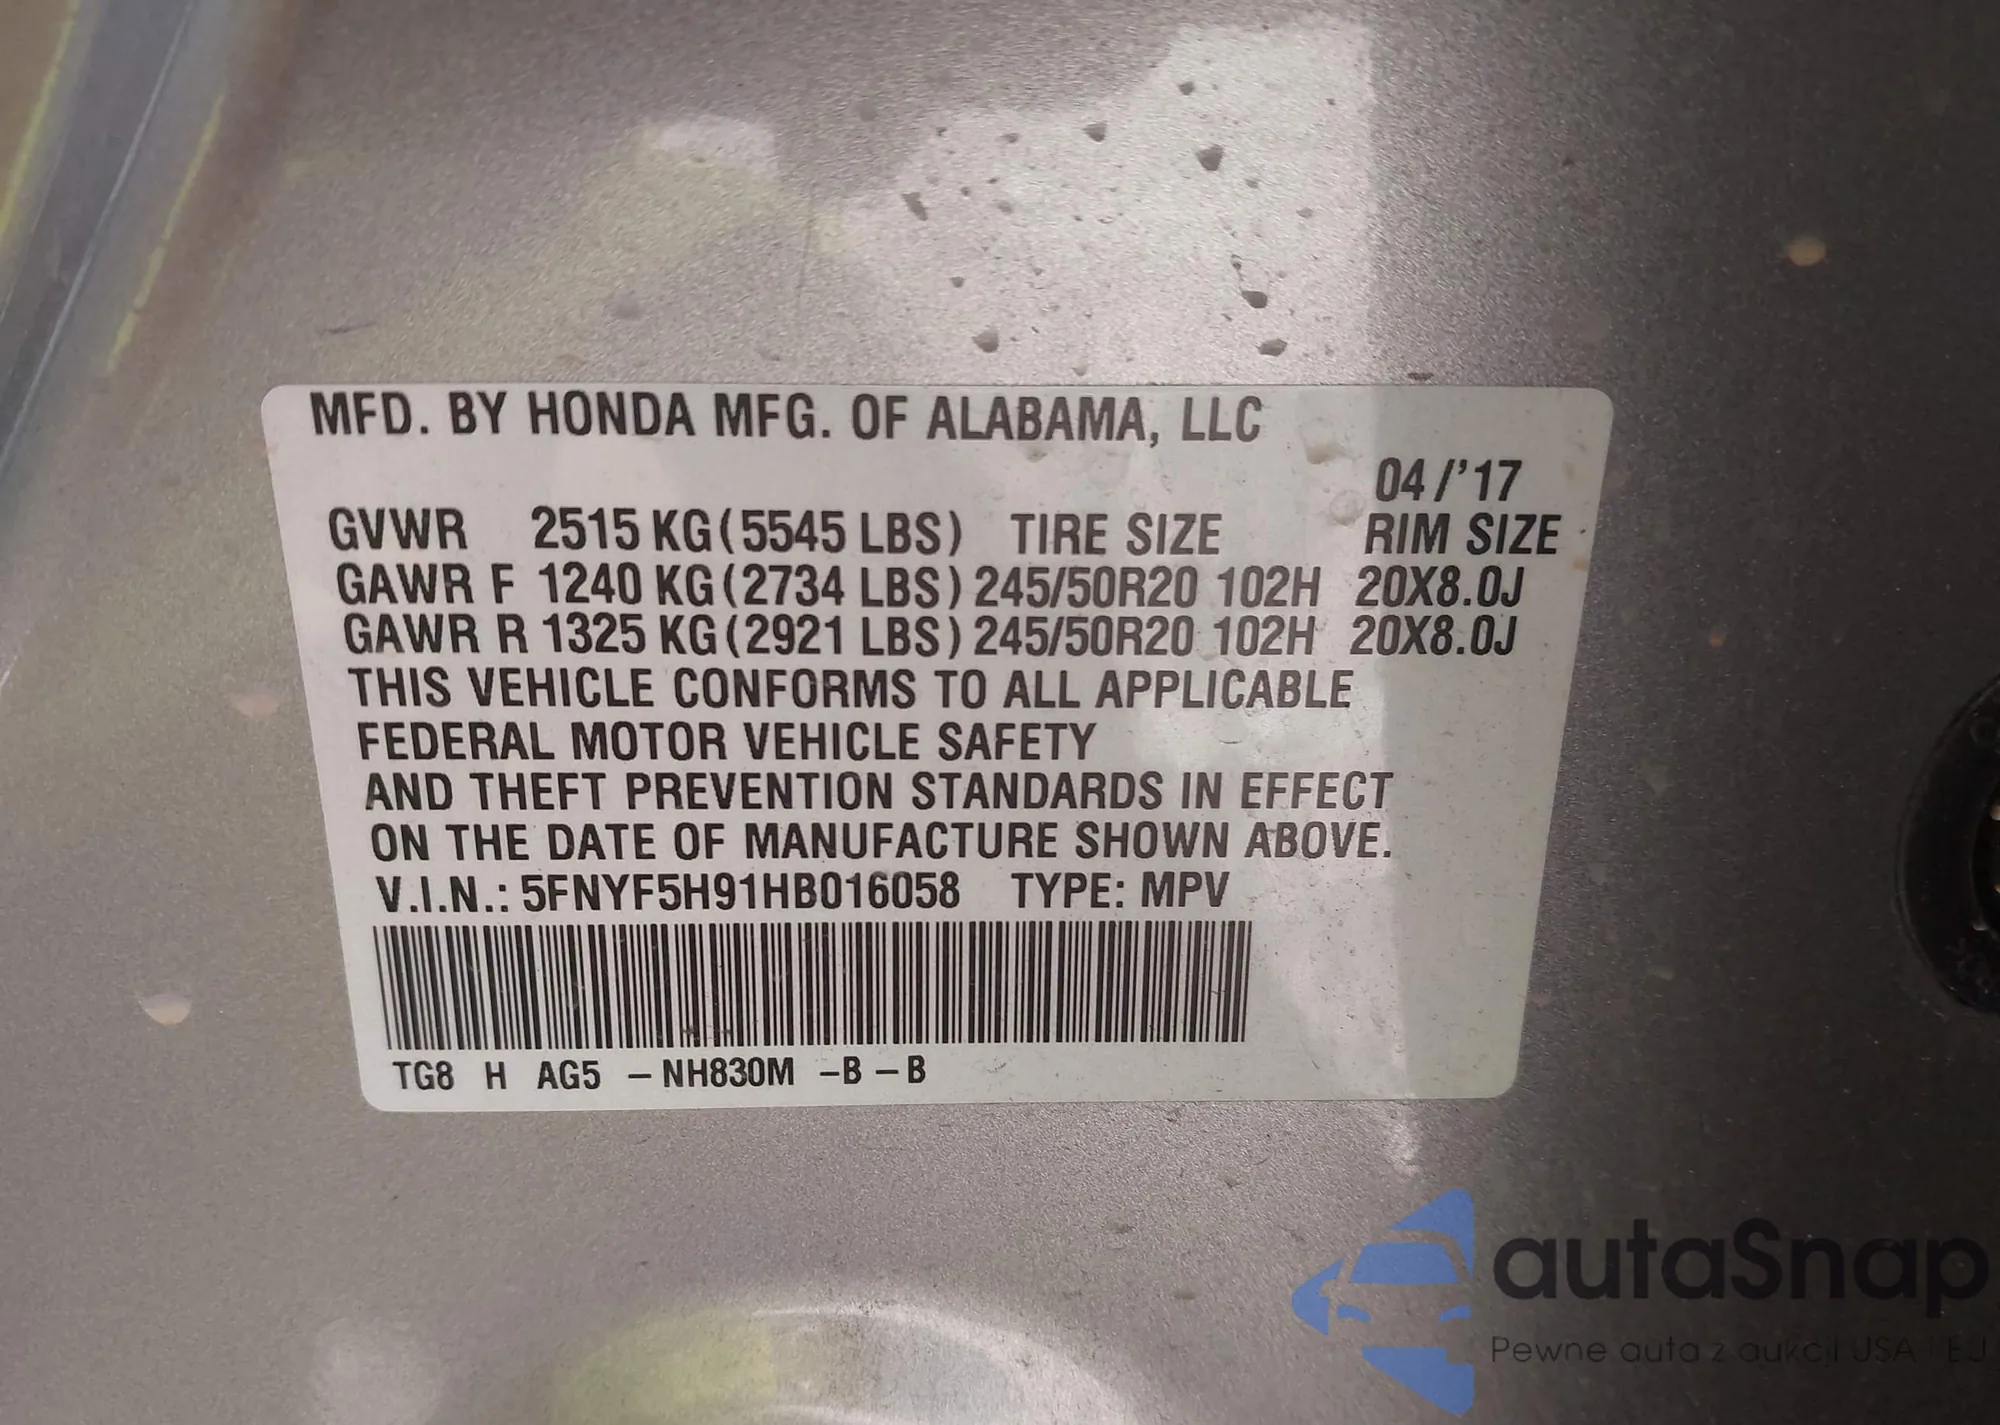 MFD. BY HONDA MFG. OF ALABAMA, LLC
04/'17
GVWR 2515 KG (5545 LBS) TIRE SIZE RIM SIZE
GAWR F 1240 KG (2734 LBS) 245/50R20 102H 20X8.0J
GAWR R 1325 KG (2921 LBS) 245/50R20 102H 20X8.0J
THIS VEHICLE CONFORMS TO ALL APPLICABLE
FEDERAL MOTOR VEHICLE SAFETY
AND THEFT PREVENTION STANDARDS IN EFFECT
ON THE DATE OF MANUFACTURE SHOWN ABOVE.
V.I.N.: 5FNYF5H91HB016058 TYPE: MPV
TG8 H AG5 – NH830M –B – B
autaSnap
Pewne auta z aukcji USA i EJ